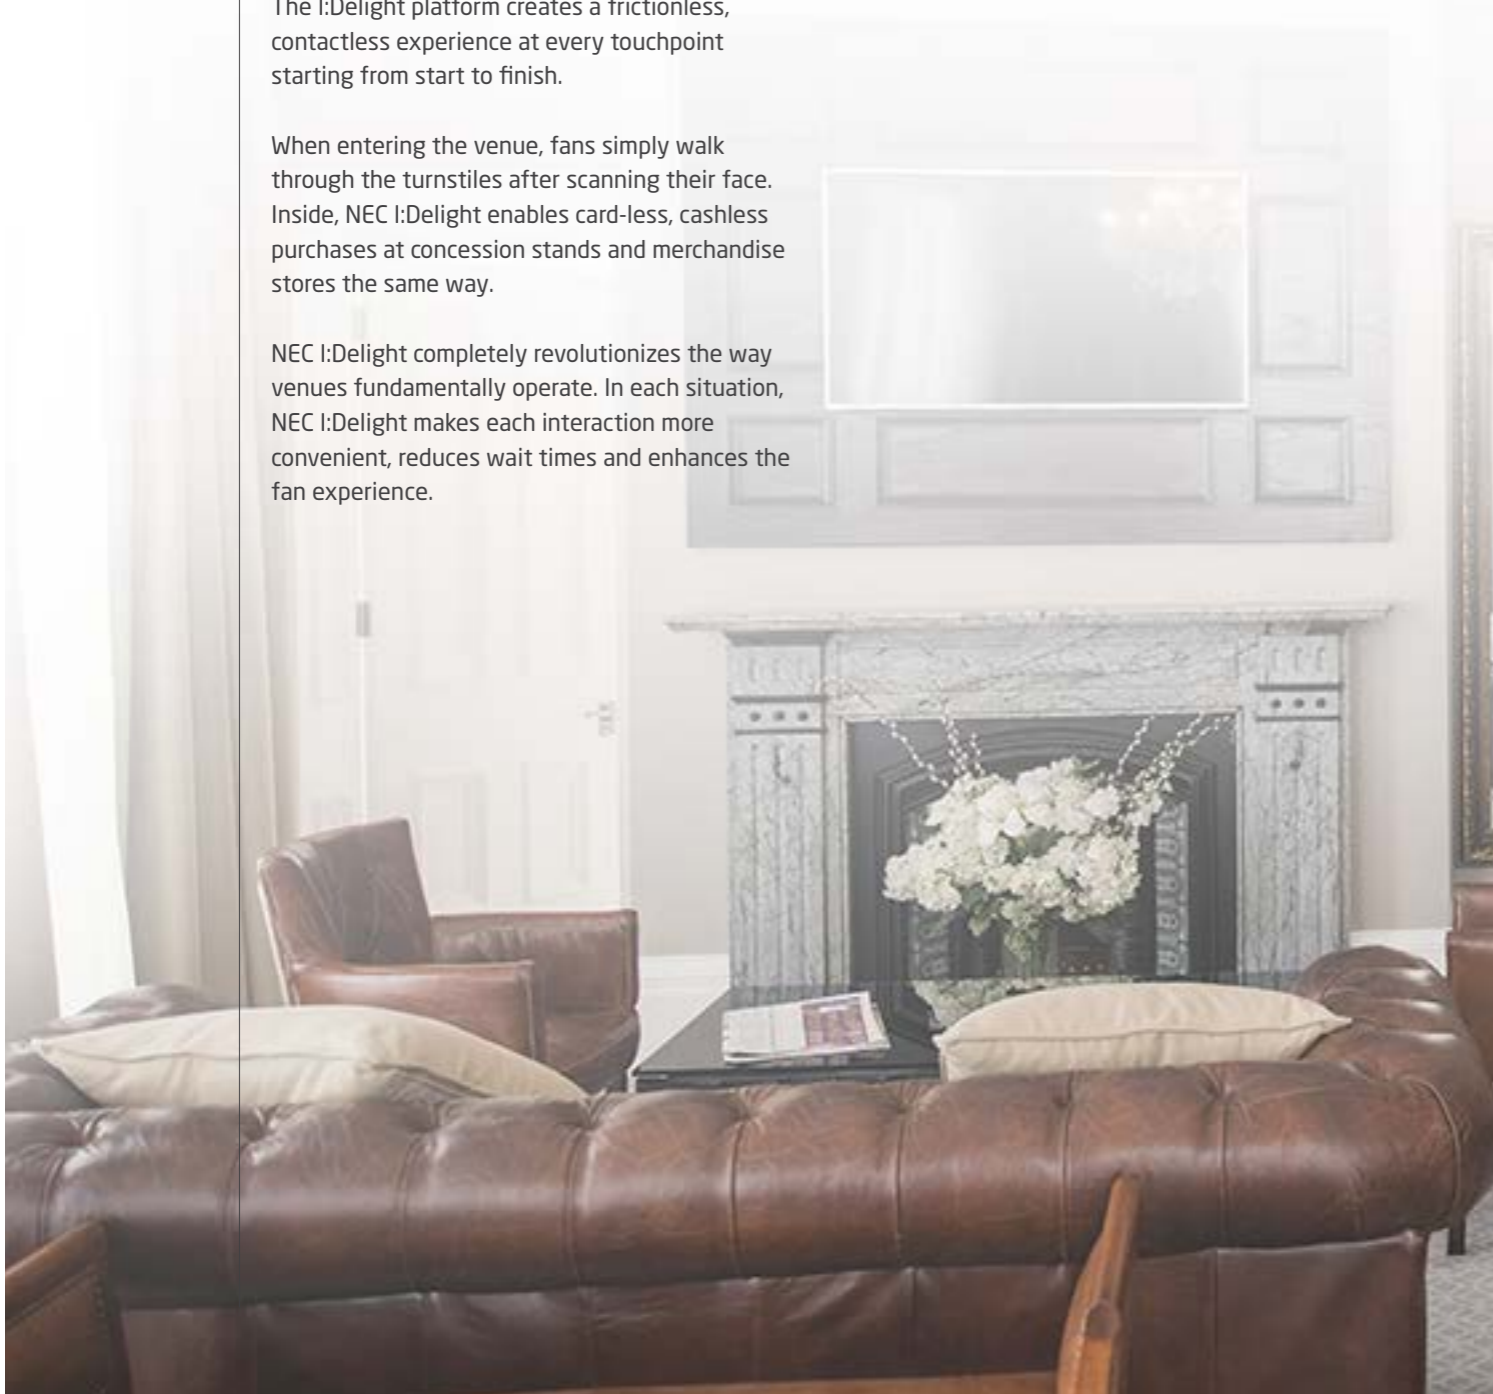 The I:Delight platform creates a frictionless,
contactless experience at every touchpoint
starting from start to finish.
When entering the venue, fans simply walk
through the turnstiles after scanning their face.
Inside, NEC I:Delight enables card-less, cashless
purchases at concession stands and merchandise
stores the same way.
NEC I:Delight completely revolutionizes the way
venues fundamentally operate. In each situation,
NEC I:Delight makes each interaction more
convenient, reduces wait times and enhances the
fan experience.